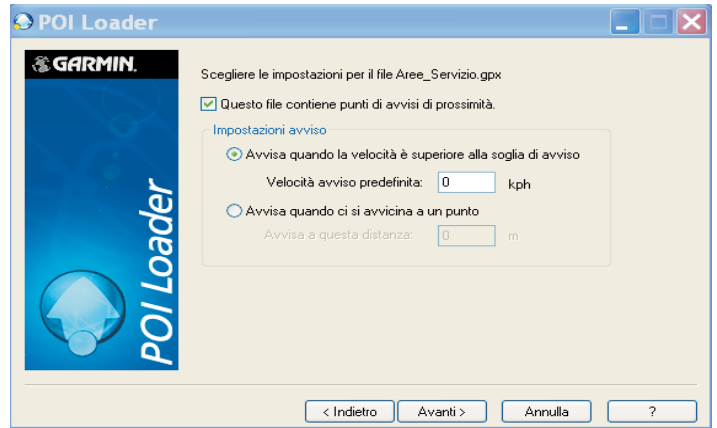 POI Loader
GARMIN.
POI Loader
Scegliere le impostazioni per il file Aree_Servizio.gpx
Questo file contiene punti di avvisi di prossimità.
Impostazioni avviso
Avvisa quando la velocità è superiore alla soglia di avviso
Velocità avviso predefinita: 0 kph
Avvisa quando ci si avvicina a un punto
Avvisa a questa distanza: 0 m
< Indietro Avanti > Annulla ?